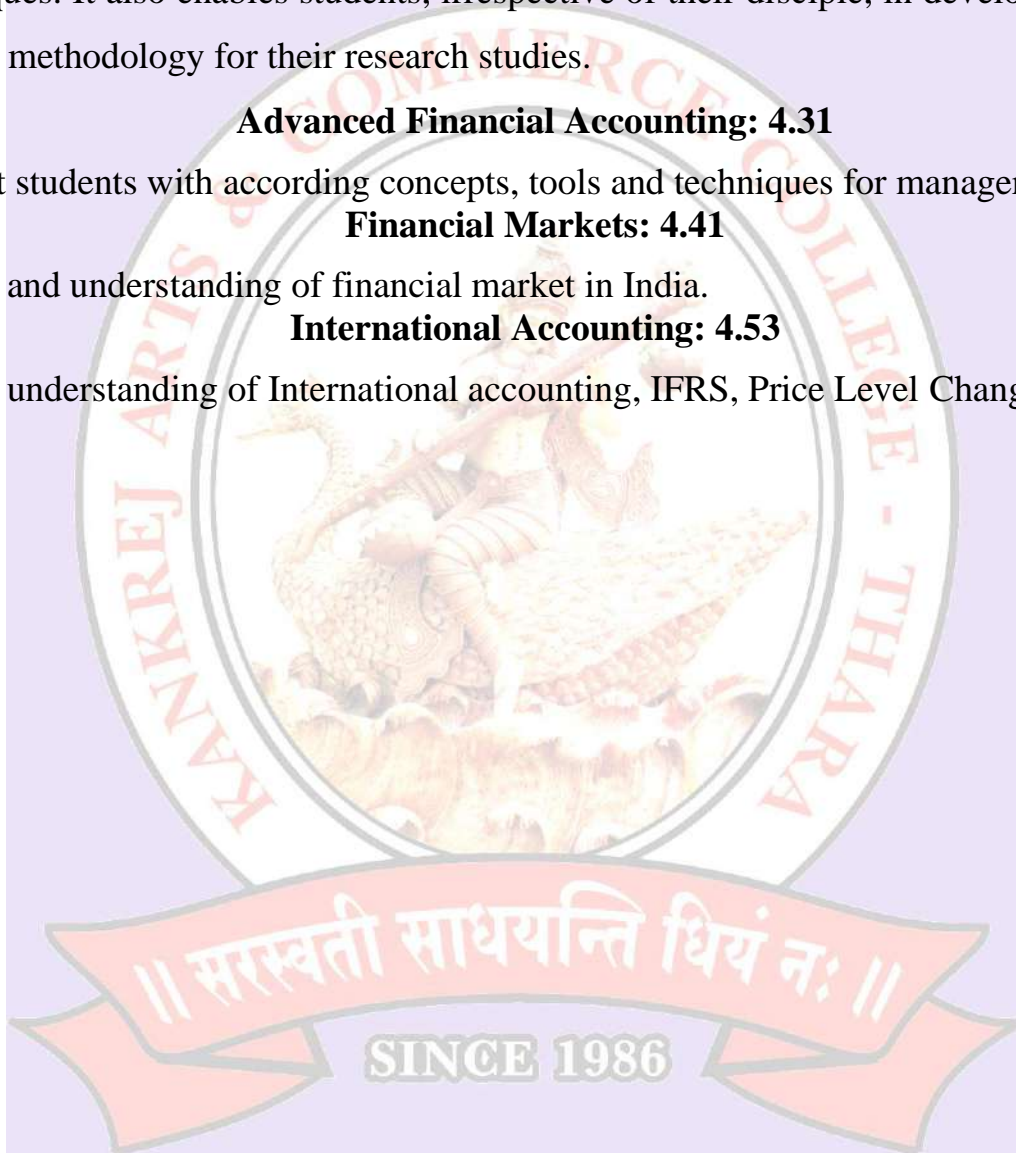 ques. It also enables students, irrespective of their disciple, in develo
methodology for their research studies.
Advanced Financial Accounting: 4.31
t students with according concepts, tools and techniques for manager
Financial Markets: 4.41
and understanding of financial market in India.
International Accounting: 4.53
understanding of International accounting, IFRS, Price Level Chang
KANKREJ ARTS & COMMERCE COLLEGE - THARA
|| सरस्वती साधयन्ति धियं नः ||
SINCE 1986